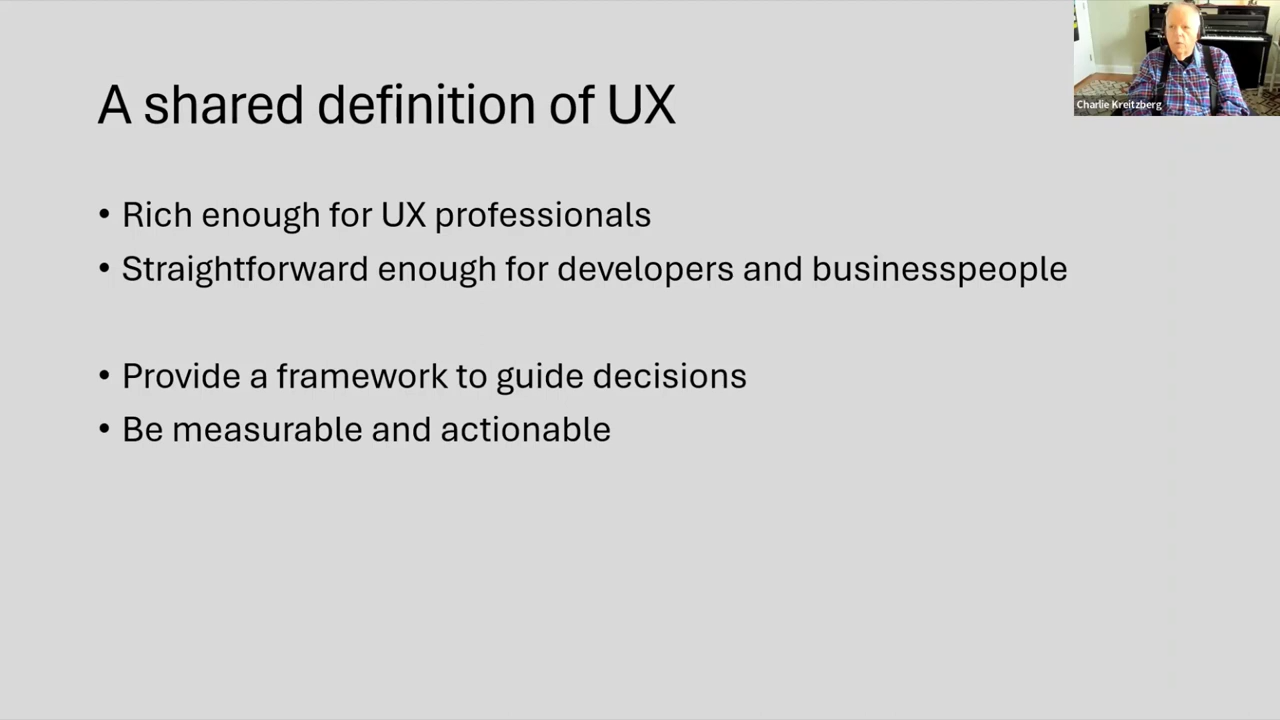 A shared definition of UX
Charlie Kreitzberg
• Rich enough for UX professionals
• Straightforward enough for developers and businesspeople
• Provide a framework to guide decisions
• Be measurable and actionable